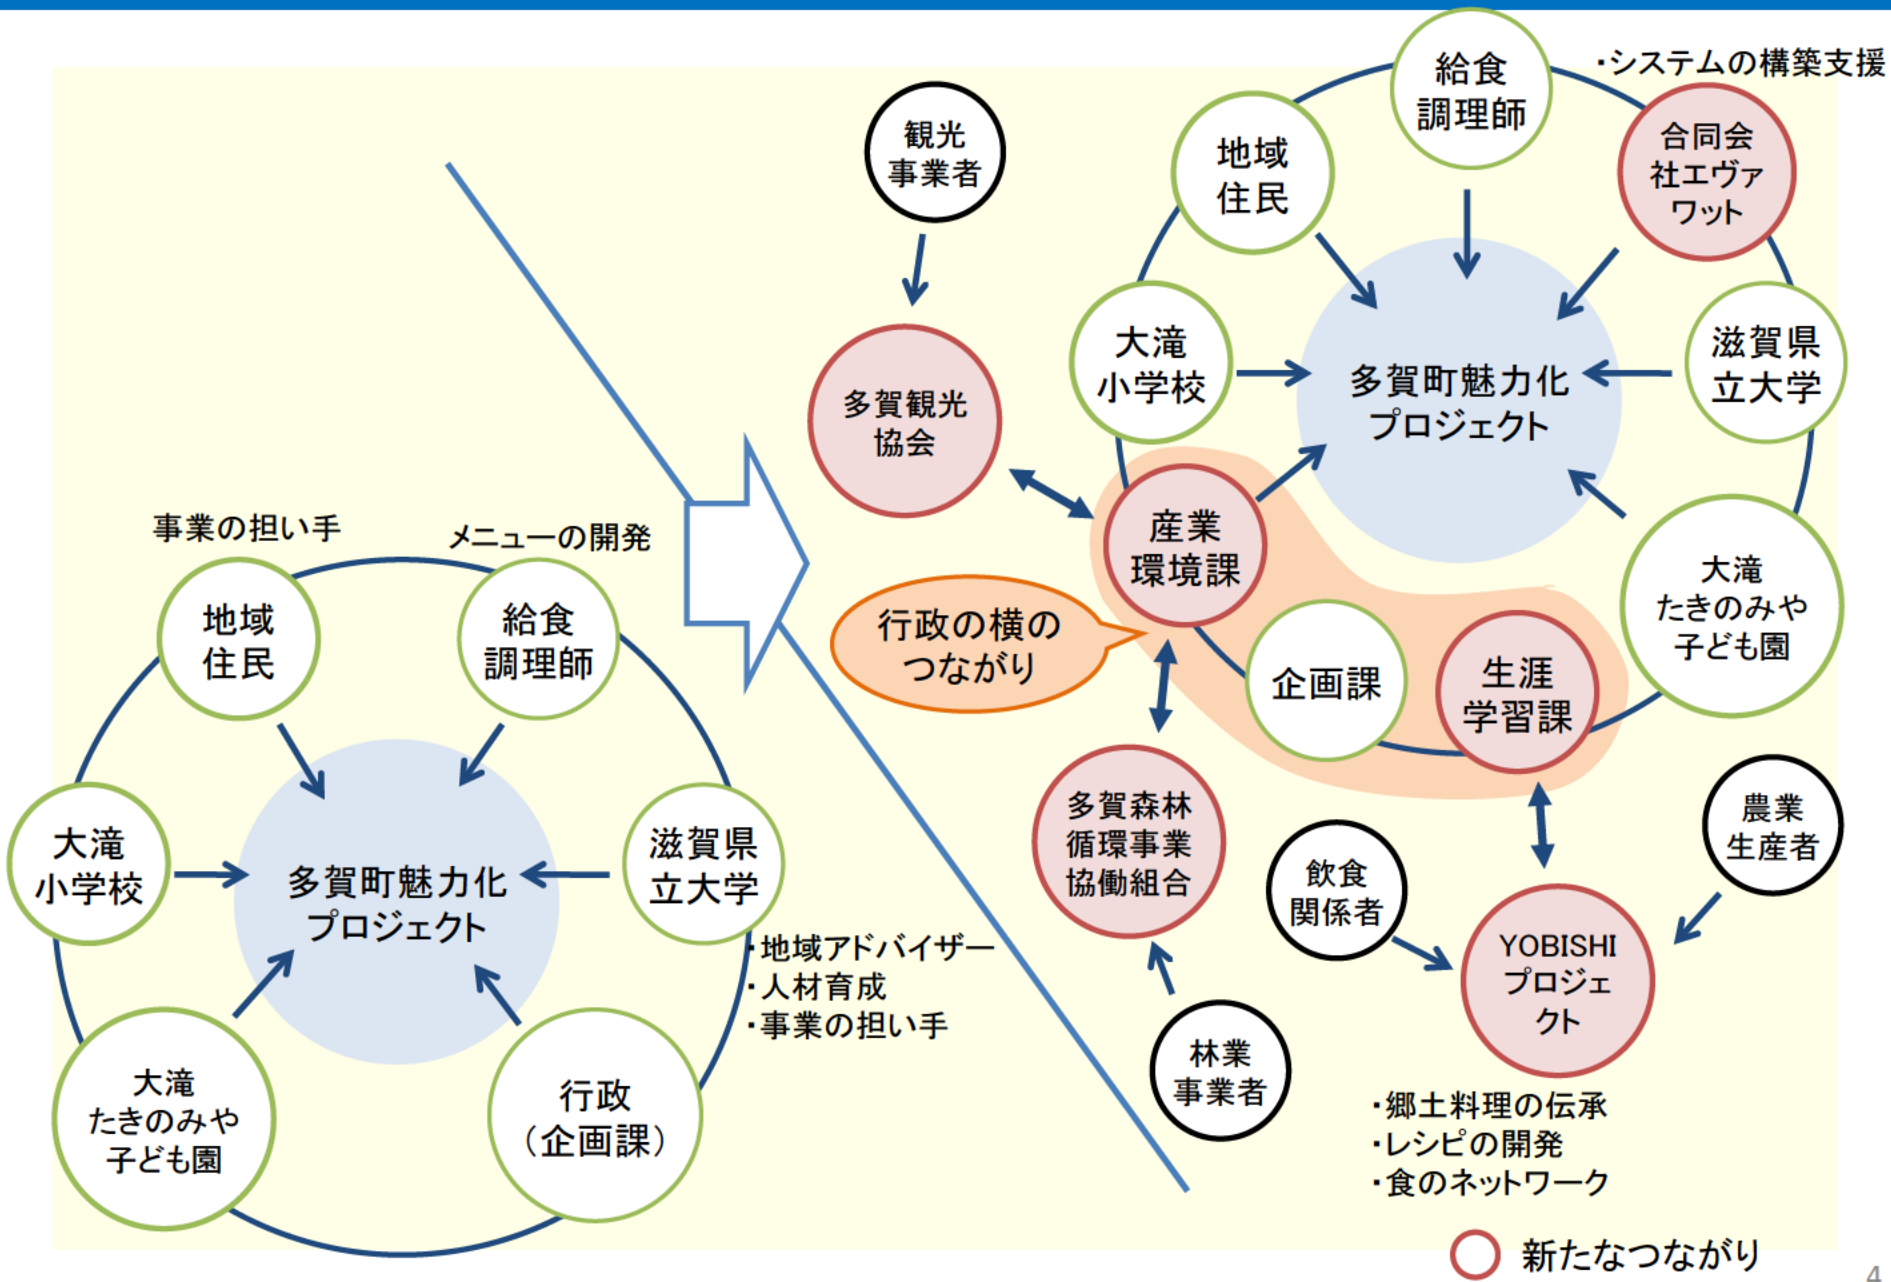 事業の担い手
メニューの開発
地域
住民
給食
調理師
大滝
小学校
滋賀県
立大学
多賀町魅力化
プロジェクト
・地域アドバイザー
・人材育成
・事業の担い手
大滝
たきのみや
子ども園
行政
（企画課）
給食
調理師
・システムの構築支援
地域
住民
合同会
社エヴァ
ワット
観光
事業者
大滝
小学校
滋賀県
立大学
多賀町魅力化
プロジェクト
多賀観光
協会
産業
環境課
大滝
たきのみや
子ども園
行政の横の
つながり
企画課
生涯
学習課
多賀森林
循環事業
協働組合
飲食
関係者
農業
生産者
YOBISHI
プロジェ
クト
林業
事業者
・郷土料理の伝承
・レシピの開発
・食のネットワーク
新たなつながり
4